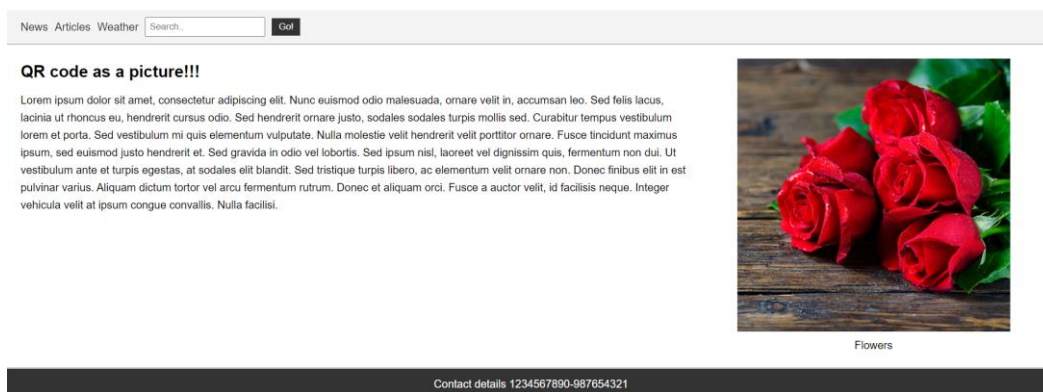 News Articles Weather Search.. Go!
QR code as a picture!!!
Lorem ipsum dolor sit amet, consectetur adipiscing elit. Nunc euismod odio malesuada, ornare velit in, accumsan leo. Sed felis lacus,
lacinia ut rhoncus eu, hendrerit cursus odio. Sed hendrerit ornare justo, sodales sodales turpis mollis sed. Curabitur tempus vestibulum
lorem et porta. Sed vestibulum mi quis elementum vulputate. Nulla molestie velit hendrerit velit porttitor ornare. Fusce tincidunt maximus
ipsum, sed euismod justo hendrerit et. Sed gravida in odio vel lobortis. Sed ipsum nisl, laoreet vel dignissim quis, fermentum non dui. Ut
vestibulum ante et turpis egestas, at sodales elit blandit. Sed tristique turpis libero, ac elementum velit ornare non. Donec finibus elit in est
pulvinar varius. Aliquam dictum tortor vel arcu fermentum rutrum. Donec et aliquam orci. Fusce a auctor velit, id facilisis neque. Integer
vehicula velit at ipsum congue convallis. Nulla facilisi.
Flowers
Contact details 1234567890-987654321